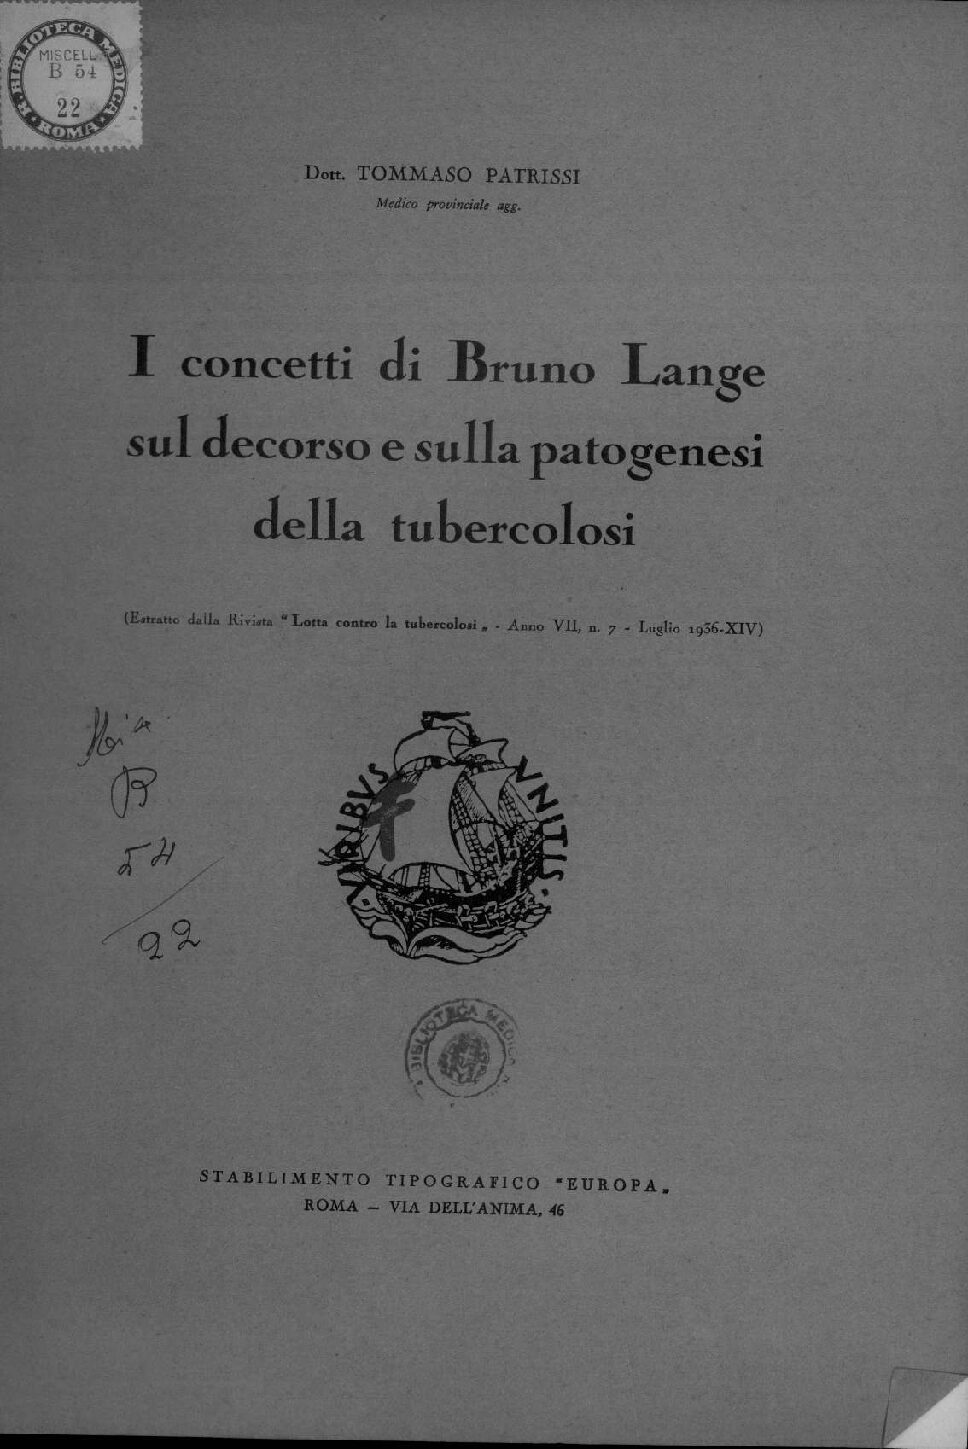 BIBLIOTECA MEDICA
MISCELL.
B 54
22
R. ROMA
Dott. TOMMASO PATRISSI
Medico provinciale agg.
I concetti di Bruno Lange
sul decorso e sulla patogenesi
della tubercolosi
(Estratto dalla Rivista “ Lotta contro la tubercolosi „ - Anno VII, n. 7 - Luglio 1936-XIV)
B
54
22
VIRIBVS VNITIS
BIBLIOTECA MEDICA
STABILIMENTO TIPOGRAFICO “EUROPA„
ROMA – VIA DELL'ANIMA, 46